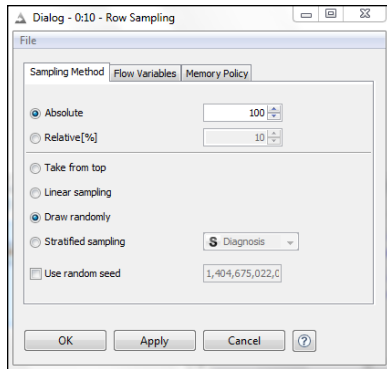 Dialog - 0:10 - Row Sampling
File
Sampling Method Flow Variables Memory Policy
Absolute 100
Relative[%] 10
Take from top
Linear sampling
Draw randomly
Stratified sampling S Diagnosis
Use random seed 1,404,675,022,0
OK Apply Cancel ?